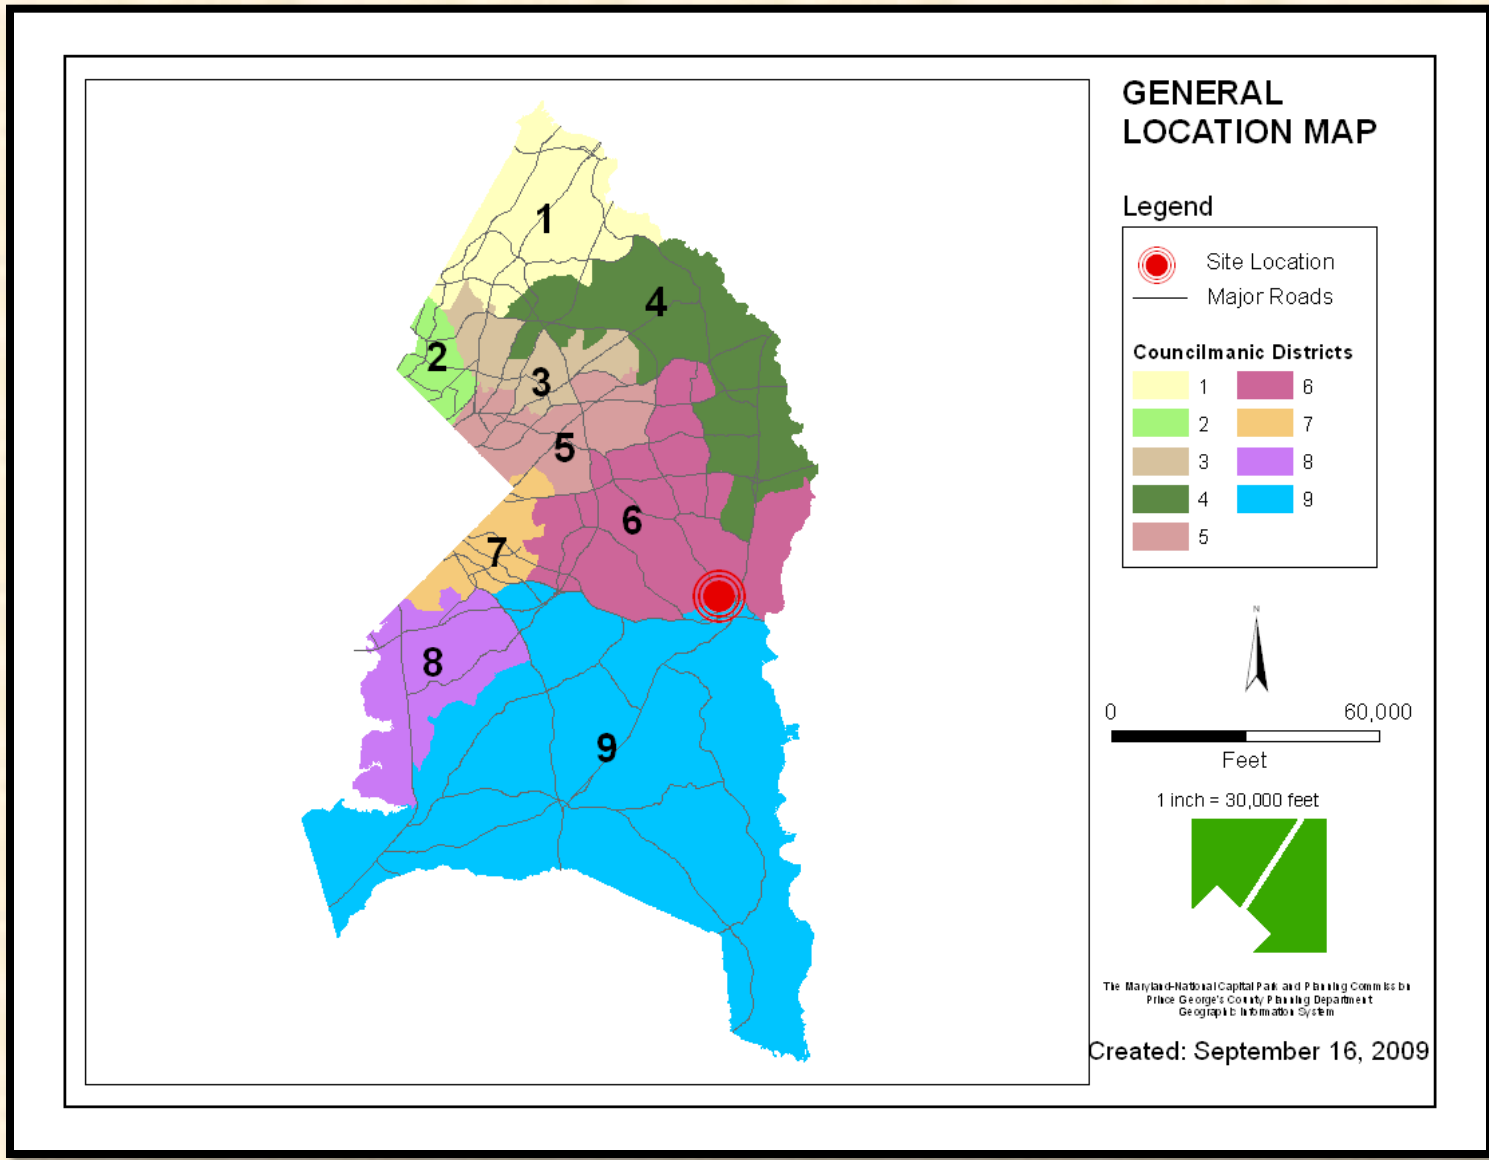 GENERAL
LOCATION MAP
Legend
Site Location
Major Roads
Councilmanic Districts
1 6
2 7
3 8
4 9
5
1
4
2
3
5
6
7
8
9
N
0 60,000
Feet
1 inch = 30,000 feet
The Maryland-National Capital Park and Planning Commission
Prince George's County Planning Department
Geographic Information System
Created: September 16, 2009